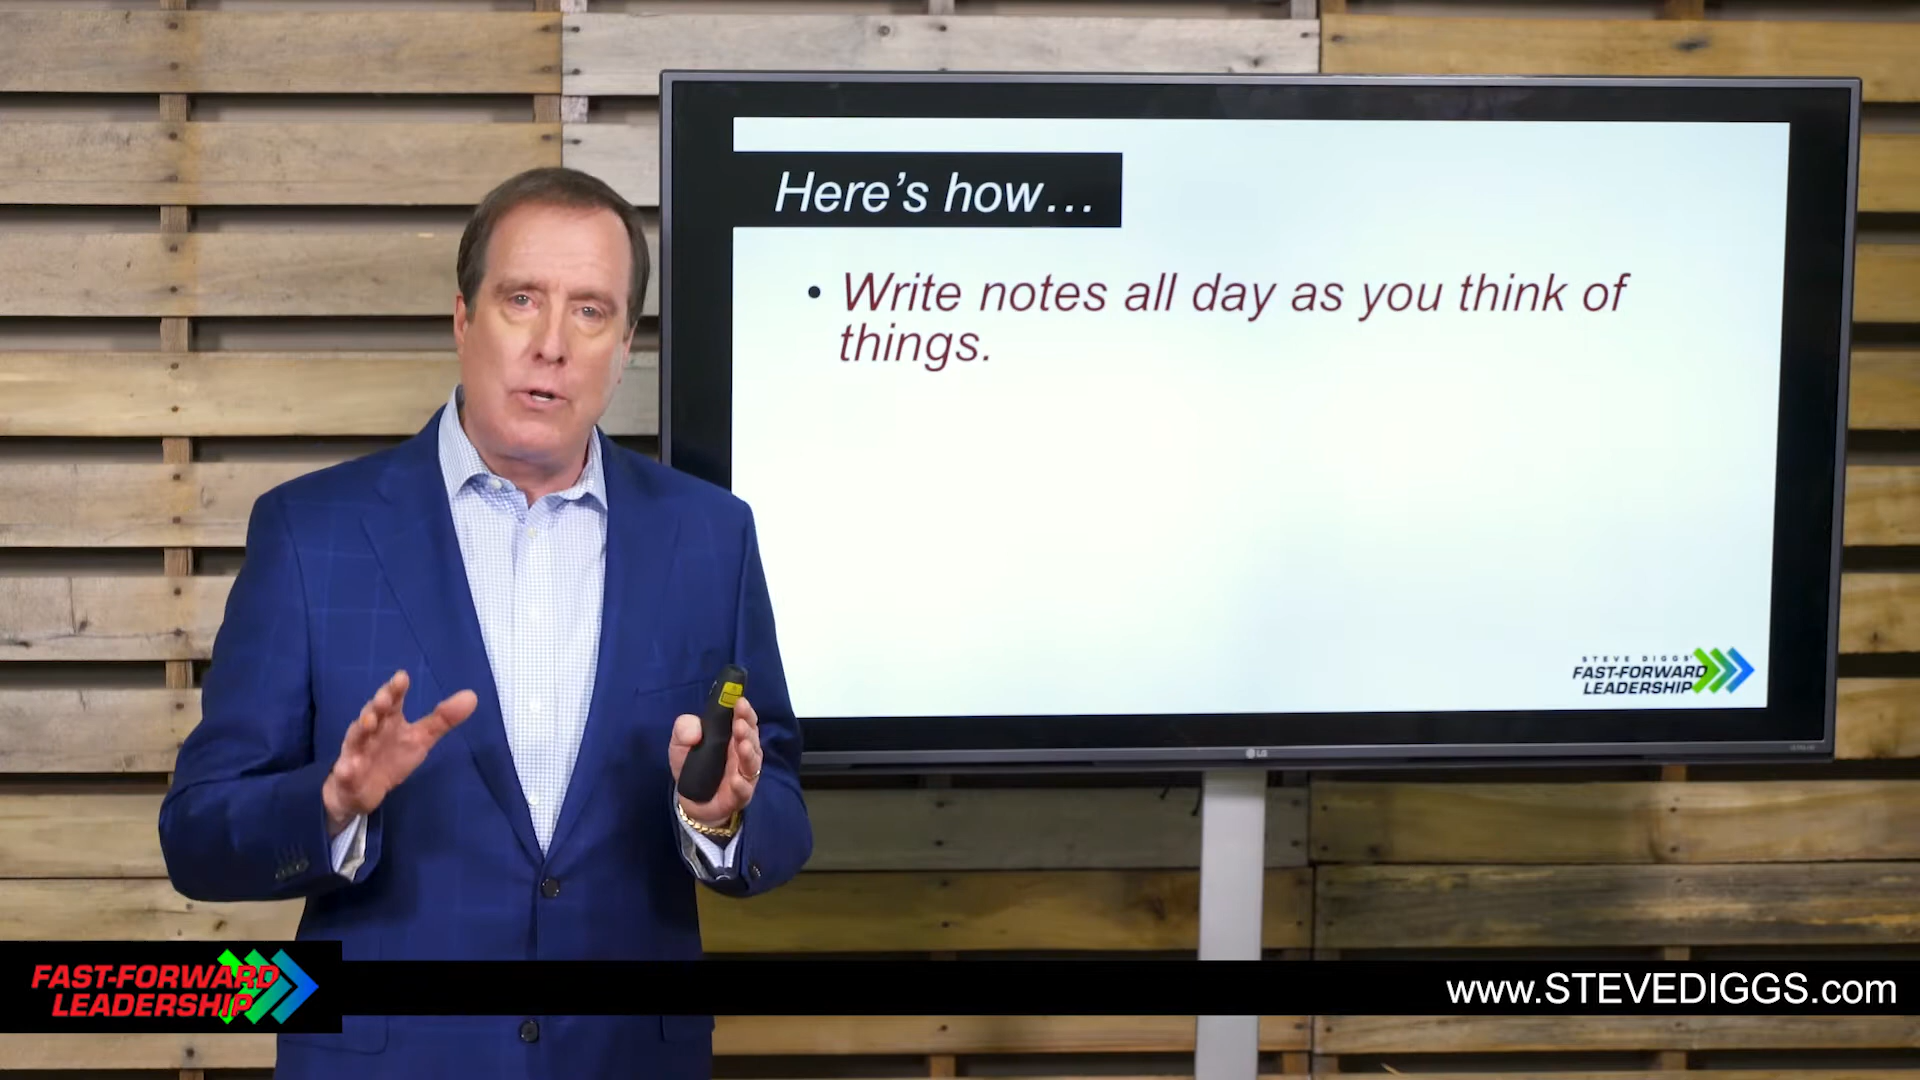 Here's how…
• Write notes all day as you think of
things.
STEVE DIGGS'
FAST-FORWARD
LEADERSHIP
LG
FAST-FORWARD
LEADERSHIP
www.STEVEDIGGS.com